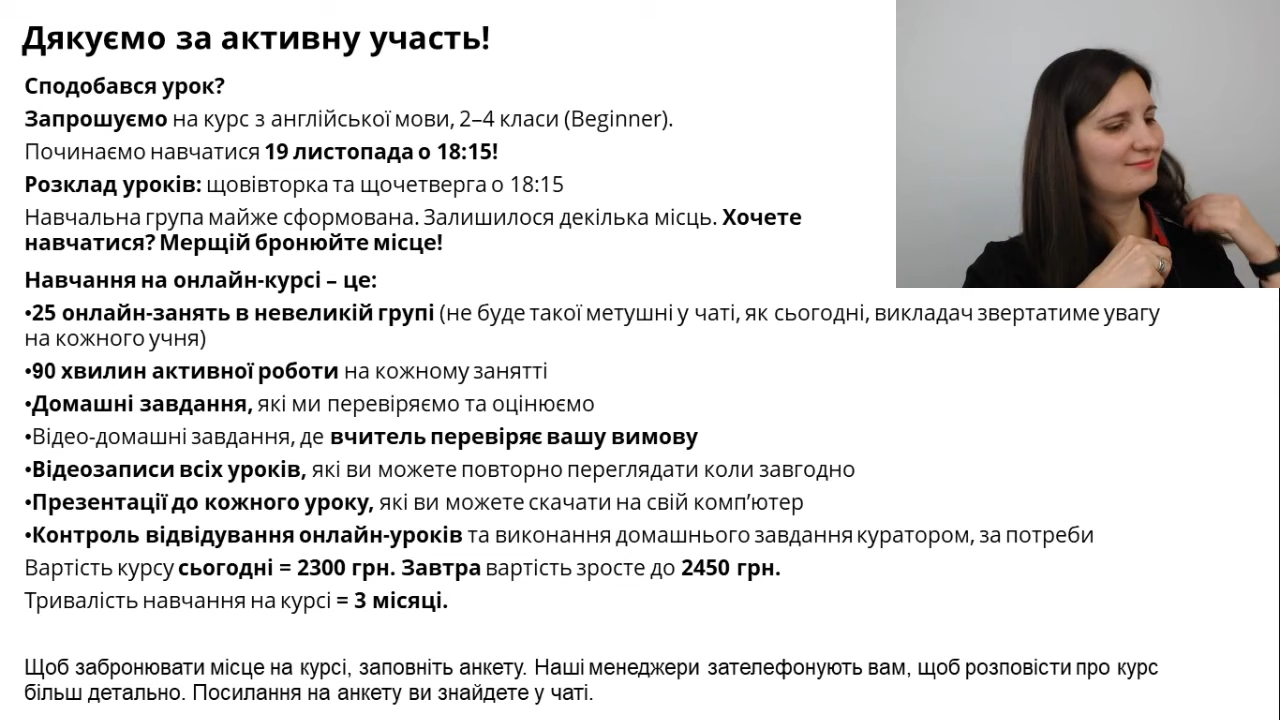 Дякуємо за активну участь!
Сподобався урок?
Запрошуємо на курс з англійської мови, 2–4 класи (Beginner).
Починаємо навчатися 19 листопада о 18:15!
Розклад уроків: щовівторка та щочетверга о 18:15
Навчальна група майже сформована. Залишилося декілька місць. Хочете
навчатися? Мерщій бронюйте місце!
Навчання на онлайн-курсі – це:
•25 онлайн-занять в невеликій групі (не буде такої метушні у чаті, як сьогодні, викладач звертатиме увагу
на кожного учня)
•90 хвилин активної роботи на кожному занятті
•Домашні завдання, які ми перевіряємо та оцінюємо
•Відео-домашні завдання, де вчитель перевіряє вашу вимову
•Відеозаписи всіх уроків, які ви можете повторно переглядати коли завгодно
•Презентації до кожного уроку, які ви можете скачати на свій комп’ютер
•Контроль відвідування онлайн-уроків та виконання домашнього завдання куратором, за потреби
Вартість курсу сьогодні = 2300 грн. Завтра вартість зросте до 2450 грн.
Тривалість навчання на курсі = 3 місяці.
Щоб забронювати місце на курсі, заповніть анкету. Наші менеджери зателефонують вам, щоб розповісти про курс
більш детально. Посилання на анкету ви знайдете у чаті.